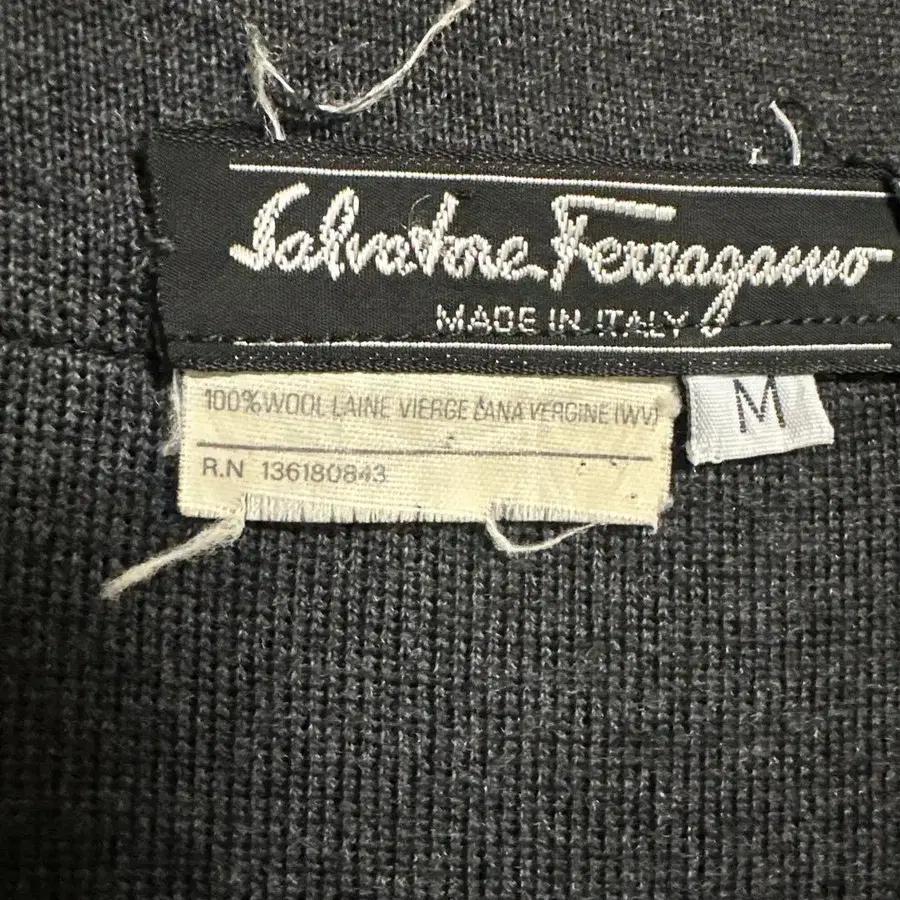 Salvatore Ferragamo
MADE IN ITALY
100% WOOL LAINE VIERGE LANA VERGINE (WV)
R.N 136180843
M